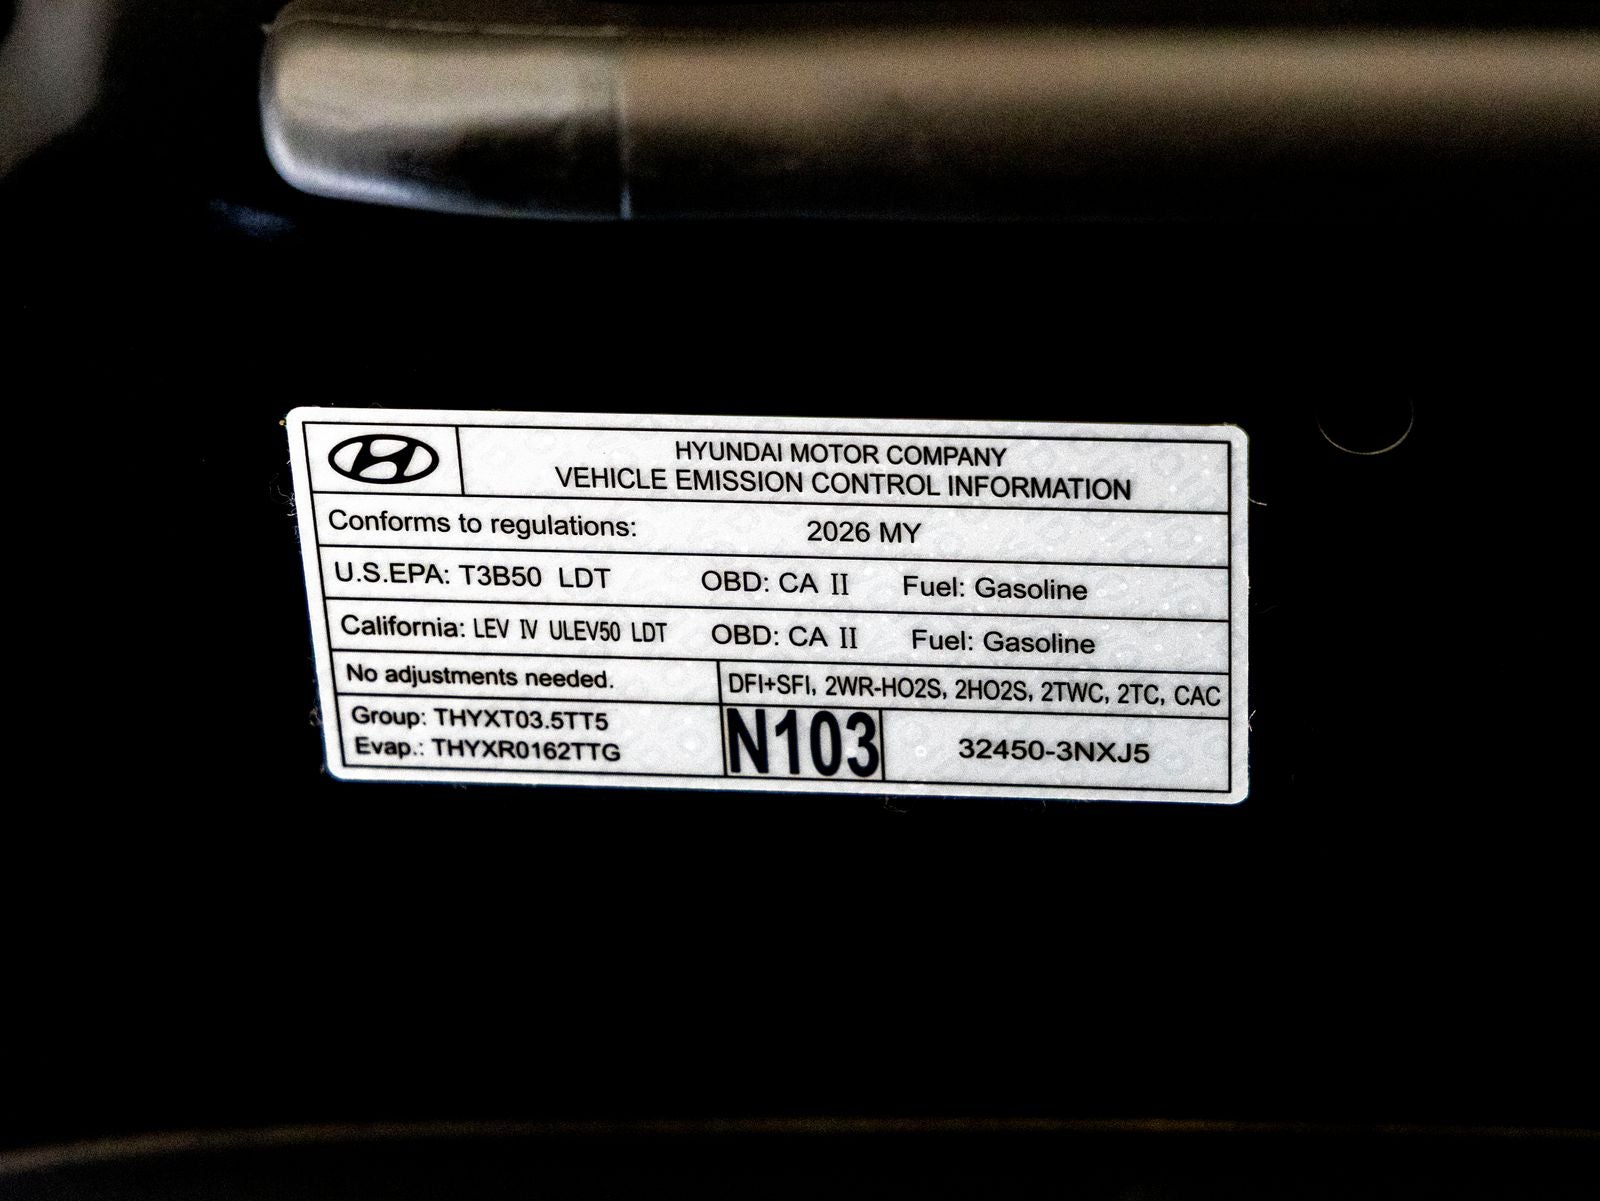 HYUNDAI MOTOR COMPANY
VEHICLE EMISSION CONTROL INFORMATION
Conforms to regulations: 2026 MY
U.S.EPA: T3B50 LDT OBD: CA II Fuel: Gasoline
California: LEV IV ULEV50 LDT OBD: CA II Fuel: Gasoline
No adjustments needed. DFI+SFI, 2WR-HO2S, 2HO2S, 2TWC, 2TC, CAC
Group: THYXT03.5TT5
Evap.: THYXR0162TTG
N103
32450-3NXJ5